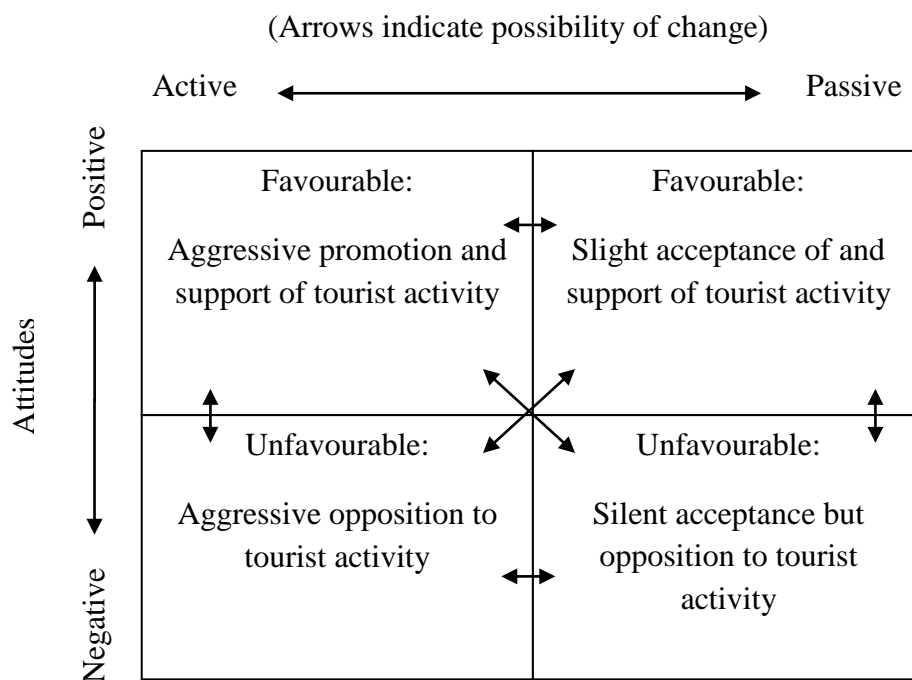 (Arrows indicate possibility of change)
Active
Passive
Positive
Attitudes
Negative
Favourable:
Aggressive promotion and
support of tourist activity
Favourable:
Slight acceptance of and
support of tourist activity
Unfavourable:
Aggressive opposition to
tourist activity
Unfavourable:
Silent acceptance but
opposition to tourist
activity